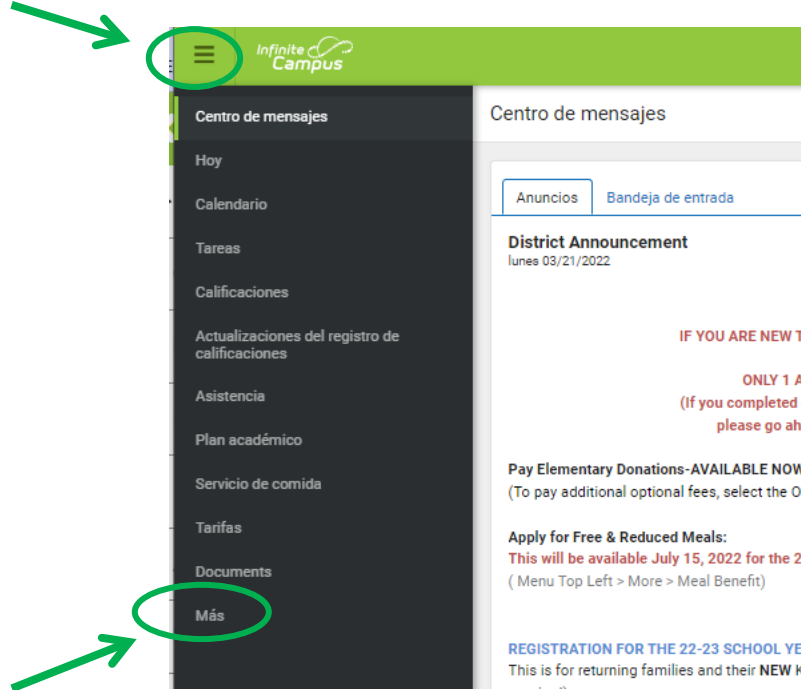 Infinite
Campus
Centro de mensajes
Hoy
Calendario
Tareas
Calificaciones
Actualizaciones del registro de
calificaciones
Asistencia
Plan académico
Servicio de comida
Tarifas
Documents
Más
Centro de mensajes
Anuncios Bandeja de entrada
District Announcement
lunes 03/21/2022
IF YOU ARE NEW
ONLY 1
(If you completed
please go
Pay Elementary Donations-AVAILABLE NOW
(To pay additional optional fees, select the
Apply for Free & Reduced Meals:
This will be available July 15, 2022 for the
( Menu Top Left > More > Meal Benefit)
REGISTRATION FOR THE 22-23 SCHOOL
This is for returning families and their NEW